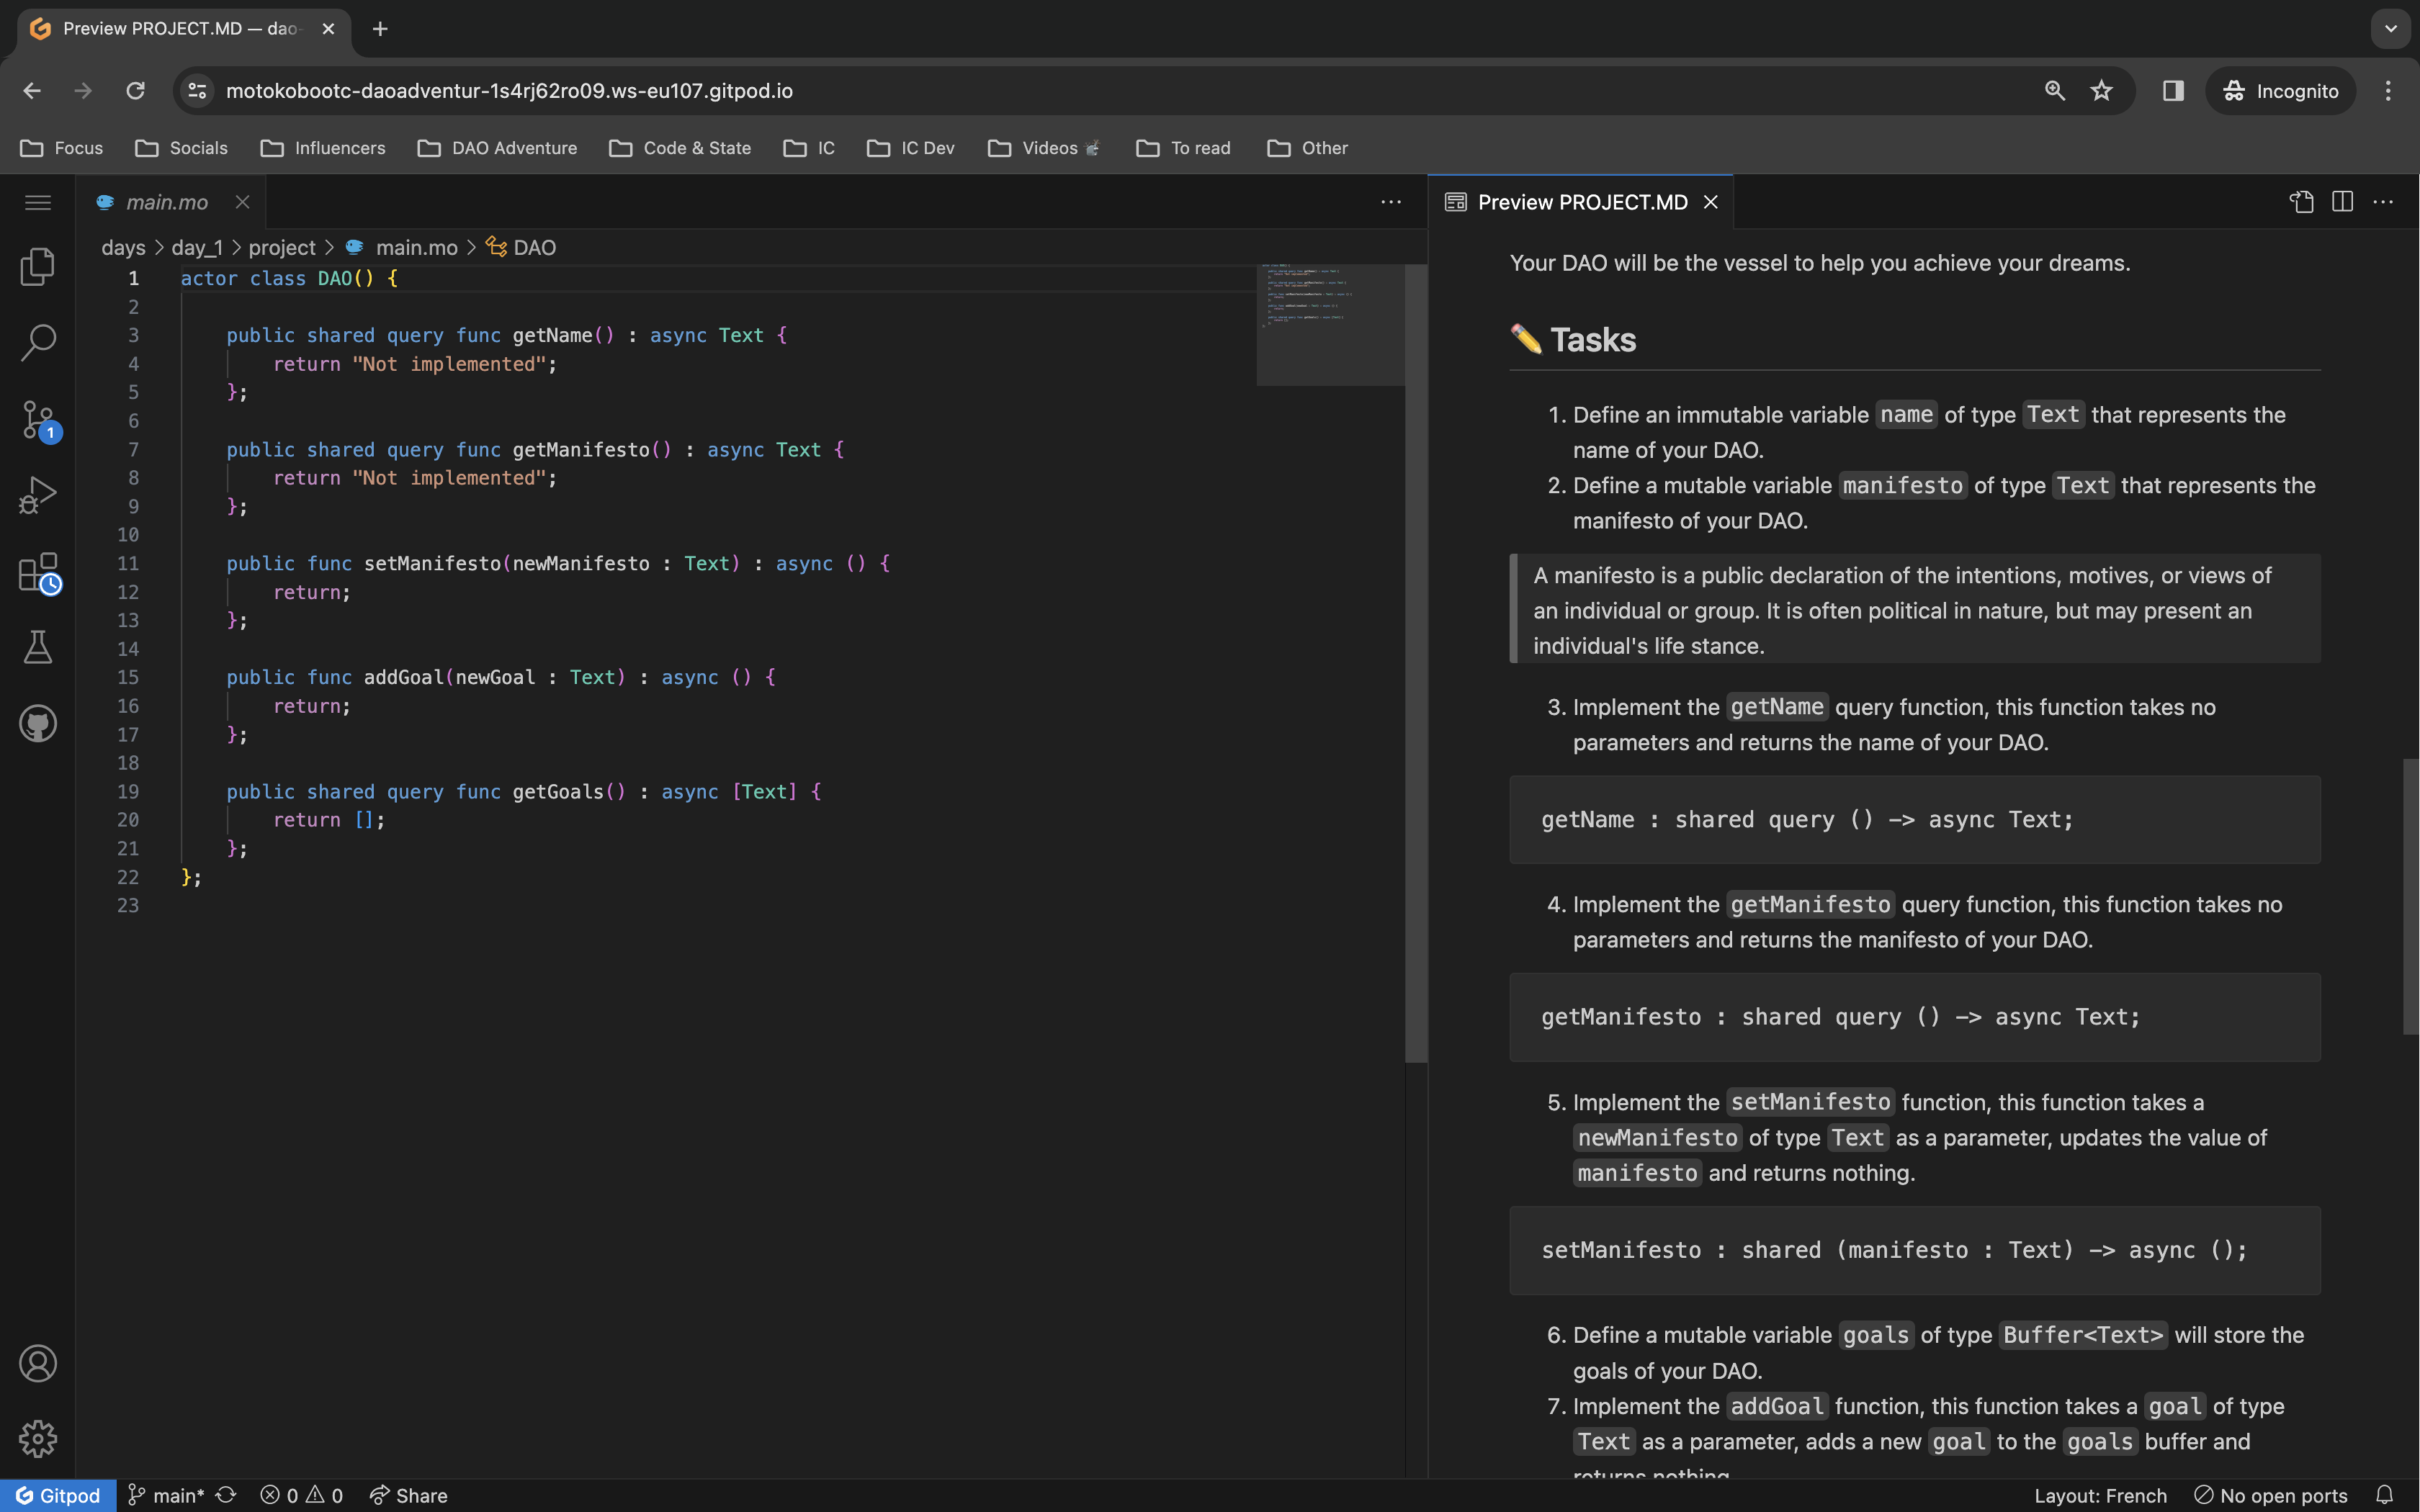 Preview PROJECT.MD — dao-
motokobootc-daoadventur-1s4rj62ro09.ws-eu107.gitpod.io
Incognito
Focus
Socials
Influencers
DAO Adventure
Code & State
IC
IC Dev
Videos
To read
Other
main.mo
days > day_1 > project > main.mo > DAO
1 actor class DAO() {
2
3 public shared query func getName() : async Text {
4 return "Not implemented";
5 };
6
7 public shared query func getManifesto() : async Text {
8 return "Not implemented";
9 };
10
11 public func setManifesto(newManifesto : Text) : async () {
12 return;
13 };
14
15 public func addGoal(newGoal : Text) : async () {
16 return;
17 };
18
19 public shared query func getGoals() : async [Text] {
20 return [];
21 };
22 };
23
1
Preview PROJECT.MD
Your DAO will be the vessel to help you achieve your dreams.
✏️ Tasks
1. Define an immutable variable name of type Text that represents the
name of your DAO.
2. Define a mutable variable manifesto of type Text that represents the
manifesto of your DAO.
A manifesto is a public declaration of the intentions, motives, or views of
an individual or group. It is often political in nature, but may present an
individual's life stance.
3. Implement the getName query function, this function takes no
parameters and returns the name of your DAO.
getName : shared query () -> async Text;
4. Implement the getManifesto query function, this function takes no
parameters and returns the manifesto of your DAO.
getManifesto : shared query () -> async Text;
5. Implement the setManifesto function, this function takes a
newManifesto of type Text as a parameter, updates the value of
manifesto and returns nothing.
setManifesto : shared (manifesto : Text) -> async ();
6. Define a mutable variable goals of type Buffer<Text> will store the
goals of your DAO.
7. Implement the addGoal function, this function takes a goal of type
Text as a parameter, adds a new goal to the goals buffer and
returns nothing
Gitpod
main*
0
0
Share
Layout: French
No open ports